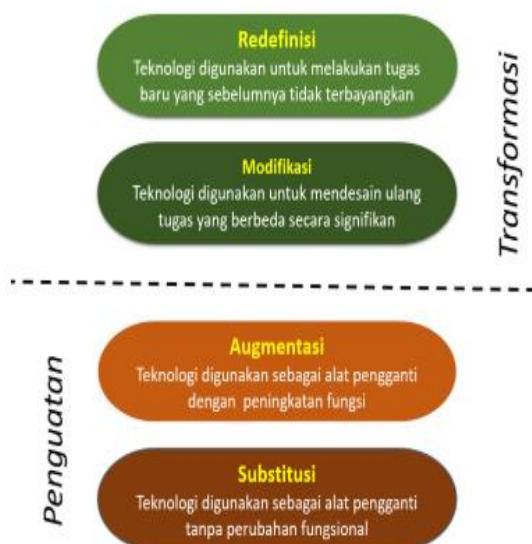 Redefinisi
Teknologi digunakan untuk melakukan tugas
baru yang sebelumnya tidak terbayangkan
Modifikasi
Teknologi digunakan untuk mendesain ulang
tugas yang berbeda secara signifikan
Transformasi
Augmentasi
Teknologi digunakan sebagai alat pengganti
dengan peningkatan fungsi
Substitusi
Teknologi digunakan sebagai alat pengganti
tanpa perubahan fungsional
Penguatan